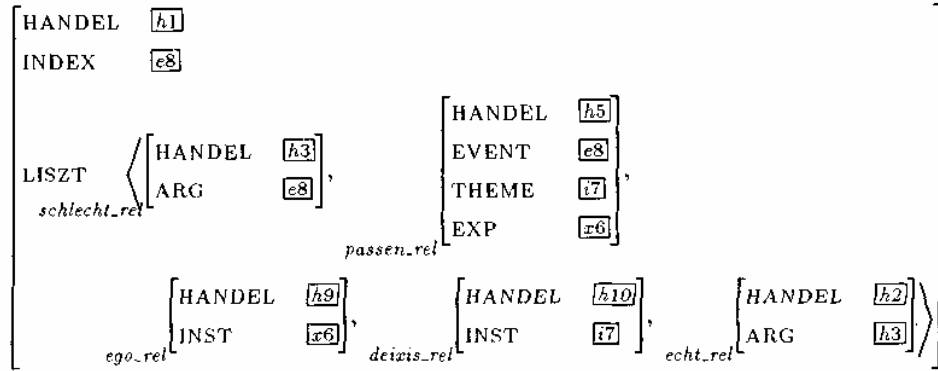 HANDEL h1
INDEX e8
HANDEL h5
HANDEL h3 EVENT e8
LISZT ⟨ , THEME i7 ,
ARG e8
schlecht_rel EXP x6
passen_rel
HANDEL h9 HANDEL h10 HANDEL h2
, , ⟩
INST x6 INST i7 ARG h3
ego_rel deixis_rel echt_rel